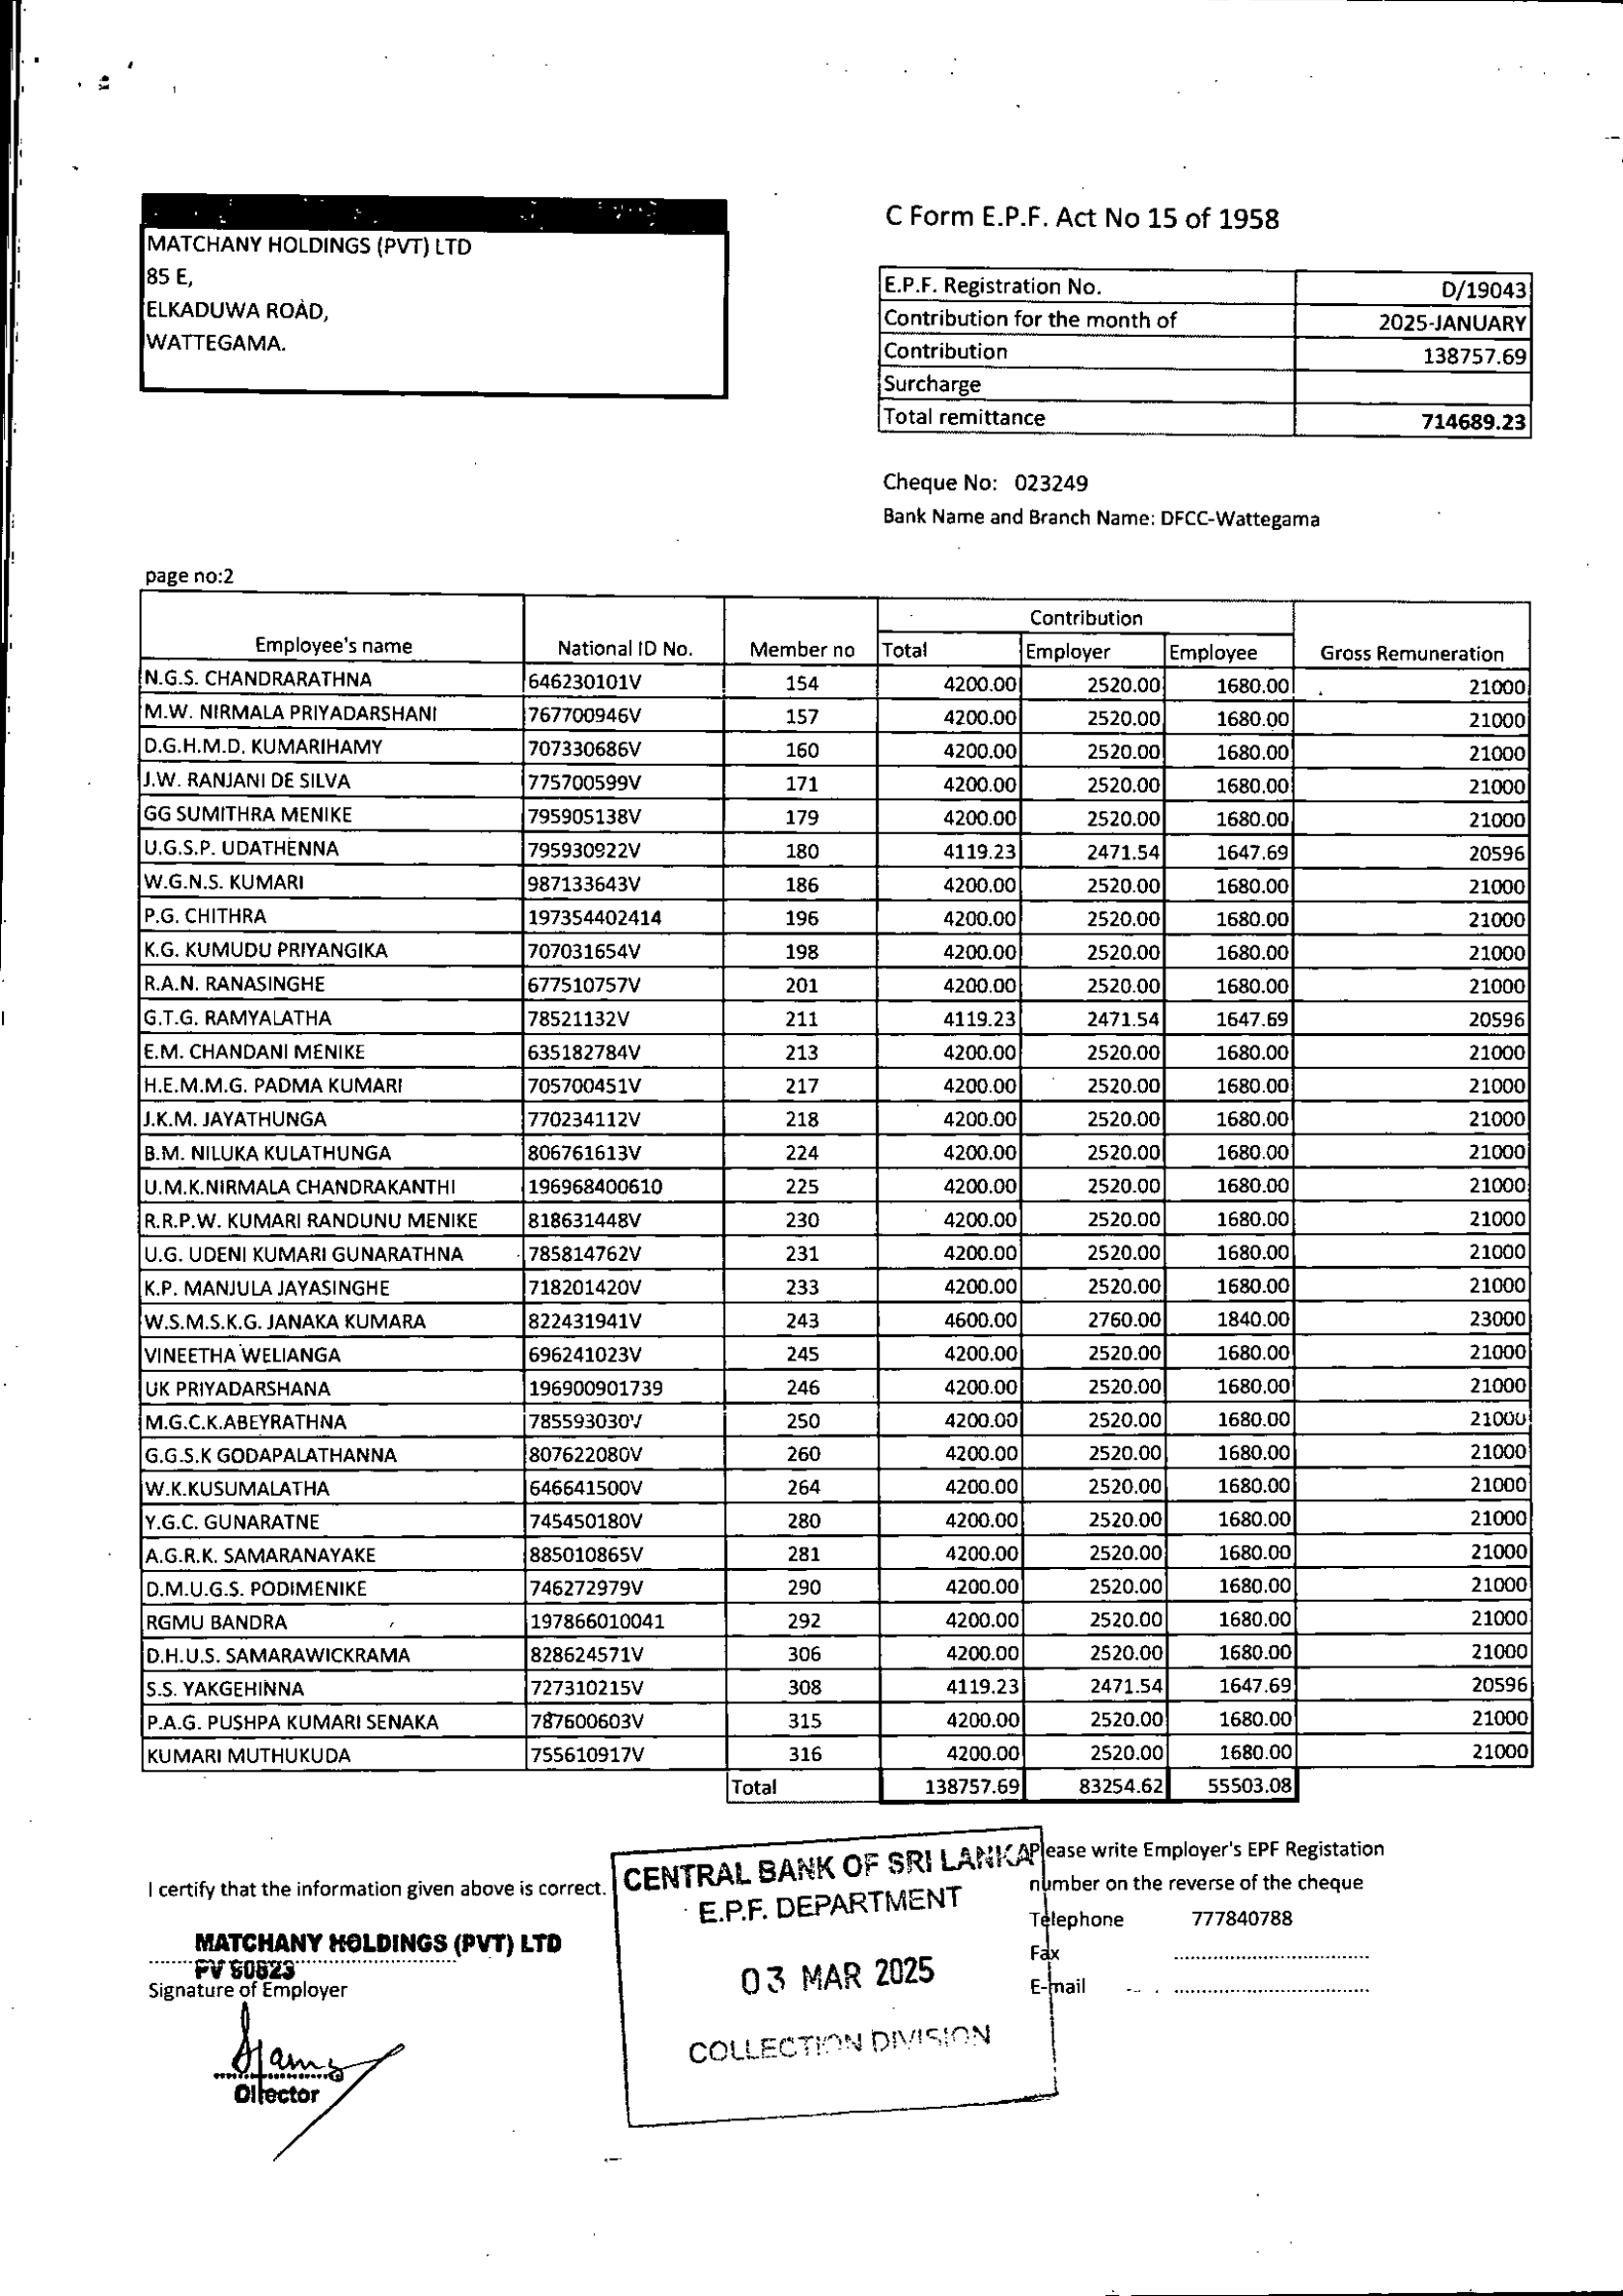 MATCHANY HOLDINGS (PVT) LTD
85 E,
ELKADUWA ROAD,
WATTEGAMA.
C Form E.P.F. Act No 15 of 1958
E.P.F. Registration No. D/19043
Contribution for the month of 2025-JANUARY
Contribution 138757.69
Surcharge
Total remittance 714689.23
Cheque No: 023249
Bank Name and Branch Name: DFCC-Wattegama
page no:2
Contribution
Employee's name National ID No. Member no Total Employer Employee Gross Remuneration
N.G.S. CHANDRARATHNA 646230101V 154 4200.00 2520.00 1680.00 21000
M.W. NIRMALA PRIYADARSHANI 767700946V 157 4200.00 2520.00 1680.00 21000
D.G.H.M.D. KUMARIHAMY 707330686V 160 4200.00 2520.00 1680.00 21000
J.W. RANJANI DE SILVA 775700599V 171 4200.00 2520.00 1680.00 21000
GG SUMITHRA MENIKE 795905138V 179 4200.00 2520.00 1680.00 21000
U.G.S.P. UDATHENNA 795930922V 180 4119.23 2471.54 1647.69 20596
W.G.N.S. KUMARI 987133643V 186 4200.00 2520.00 1680.00 21000
P.G. CHITHRA 197354402414 196 4200.00 2520.00 1680.00 21000
K.G. KUMUDU PRIYANGIKA 707031654V 198 4200.00 2520.00 1680.00 21000
R.A.N. RANASINGHE 677510757V 201 4200.00 2520.00 1680.00 21000
G.T.G. RAMYALATHA 78521132V 211 4119.23 2471.54 1647.69 20596
E.M. CHANDANI MENIKE 635182784V 213 4200.00 2520.00 1680.00 21000
H.E.M.M.G. PADMA KUMARI 705700451V 217 4200.00 2520.00 1680.00 21000
J.K.M. JAYATHUNGA 770234112V 218 4200.00 2520.00 1680.00 21000
B.M. NILUKA KULATHUNGA 806761613V 224 4200.00 2520.00 1680.00 21000
U.M.K.NIRMALA CHANDRAKANTHI 196968400610 225 4200.00 2520.00 1680.00 21000
R.R.P.W. KUMARI RANDUNU MENIKE 818631448V 230 4200.00 2520.00 1680.00 21000
U.G. UDENI KUMARI GUNARATHNA 785814762V 231 4200.00 2520.00 1680.00 21000
K.P. MANJULA JAYASINGHE 718201420V 233 4200.00 2520.00 1680.00 21000
W.S.M.S.K.G. JANAKA KUMARA 822431941V 243 4600.00 2760.00 1840.00 23000
VINEETHA WELIANGA 696241023V 245 4200.00 2520.00 1680.00 21000
UK PRIYADARSHANA 196900901739 246 4200.00 2520.00 1680.00 21000
M.G.C.K.ABEYRATHNA 785593030V 250 4200.00 2520.00 1680.00 21000
G.G.S.K GODAPALATHANNA 807622080V 260 4200.00 2520.00 1680.00 21000
W.K.KUSUMALATHA 646641500V 264 4200.00 2520.00 1680.00 21000
Y.G.C. GUNARATNE 745450180V 280 4200.00 2520.00 1680.00 21000
A.G.R.K. SAMARANAYAKE 885010865V 281 4200.00 2520.00 1680.00 21000
D.M.U.G.S. PODIMENIKE 746272979V 290 4200.00 2520.00 1680.00 21000
RGMU BANDRA 197866010041 292 4200.00 2520.00 1680.00 21000
D.H.U.S. SAMARAWICKRAMA 828624571V 306 4200.00 2520.00 1680.00 21000
S.S. YAKGEHINNA 727310215V 308 4119.23 2471.54 1647.69 20596
P.A.G. PUSHPA KUMARI SENAKA 787600603V 315 4200.00 2520.00 1680.00 21000
KUMARI MUTHUKUDA 755610917V 316 4200.00 2520.00 1680.00 21000
Total 138757.69 83254.62 55503.08
I certify that the information given above is correct.
MATCHANY HOLDINGS (PVT) LTD
PV
Signature of Employer
Director
CENTRAL BANK OF SRI LANKA
E.P.F. DEPARTMENT
03 MAR 2025
COLLECTION DIVISION
Please write Employer's EPF Registation
number on the reverse of the cheque
Telephone 777840788
Fax
E-mail